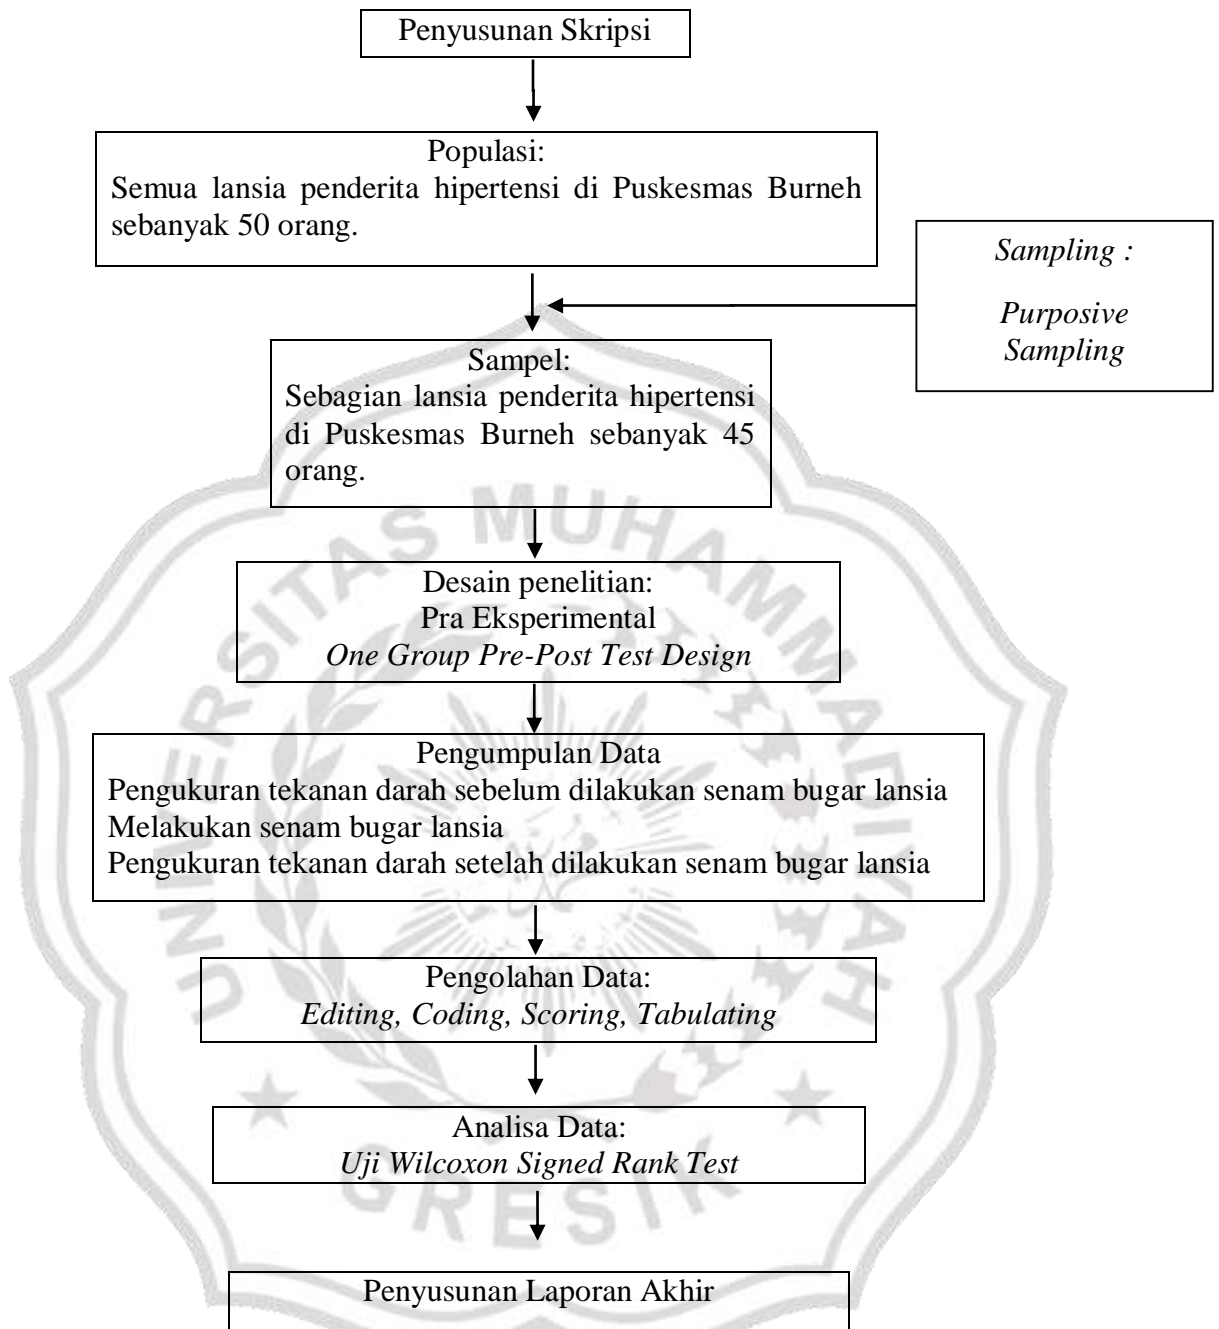 Penyusunan Skripsi
Populasi:
Semua lansia penderita hipertensi di Puskesmas Burneh
sebanyak 50 orang.
Sampling :
Purposive
Sampling
Sampel:
Sebagian lansia penderita hipertensi
di Puskesmas Burneh sebanyak 45
orang.
Desain penelitian:
Pra Eksperimental
One Group Pre-Post Test Design
Pengumpulan Data
Pengukuran tekanan darah sebelum dilakukan senam bugar lansia
Melakukan senam bugar lansia
Pengukuran tekanan darah setelah dilakukan senam bugar lansia
Pengolahan Data:
Editing, Coding, Scoring, Tabulating
Analisa Data:
Uji Wilcoxon Signed Rank Test
Penyusunan Laporan Akhir
UNIVERSITAS MUHAMMADIYAH
GRESIK